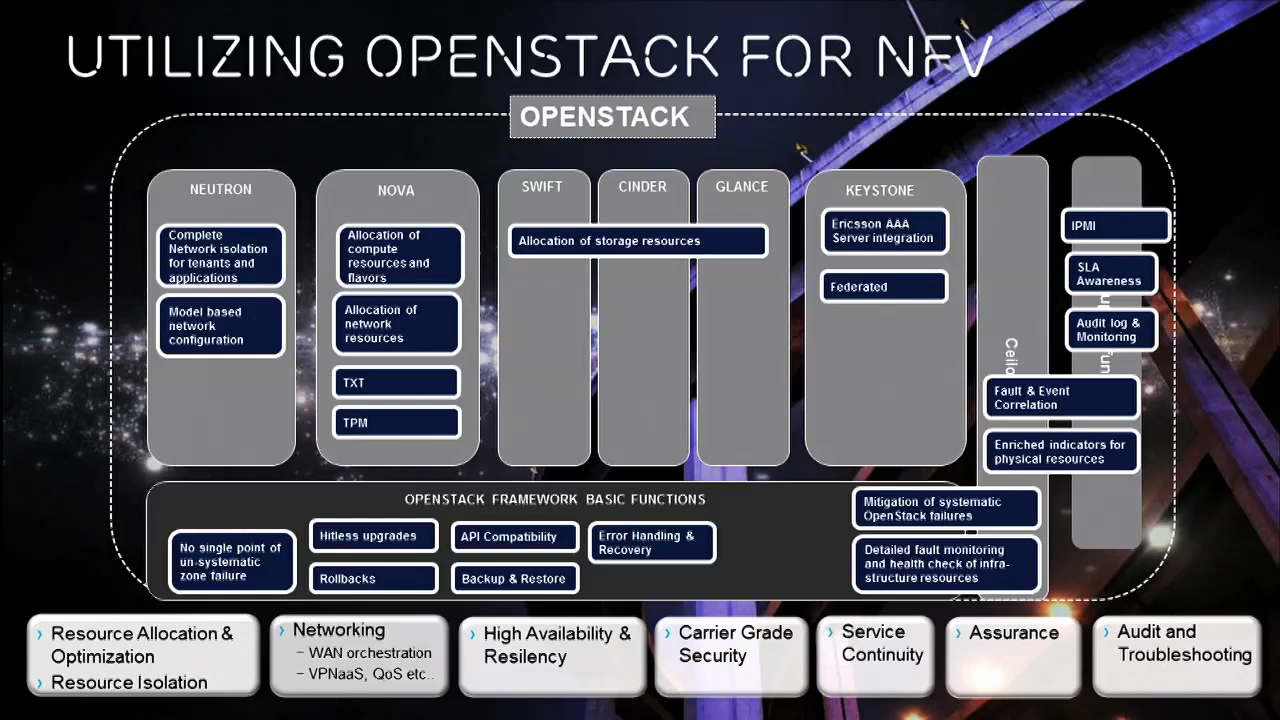 UTILIZING OPENSTACK FOR NFV
OPENSTACK
NEUTRON
Complete
Network isolation
for tenants and
applications
Model based
network
configuration
NOVA
Allocation of
compute
resources and
flavors
Allocation of
network
resources
TXT
TPM
SWIFT
CINDER
GLANCE
Allocation of storage resources
KEYSTONE
Ericsson AAA
Server integration
Federated
IPMI
SLA
Awareness
Audit log &
Monitoring
Fault & Event
Correlation
Enriched indicators for
physical resources
OPENSTACK FRAMEWORK BASIC FUNCTIONS
No single point of
un-systematic
zone failure
Hitless upgrades
Rollbacks
API Compatibility
Backup & Restore
Error Handling &
Recovery
Mitigation of systematic
OpenStack failures
Detailed fault monitoring
and health check of infra-
structure resources
› Resource Allocation &
Optimization
› Resource Isolation
› Networking
– WAN orchestration
– VPNaaS, QoS etc..
› High Availability &
Resilency
› Carrier Grade
Security
› Service
Continuity
› Assurance
› Audit and
Troubleshooting